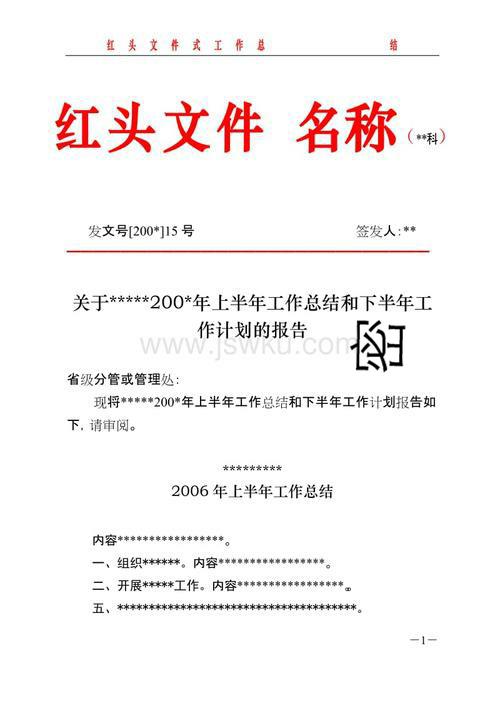 红头文件式工作总 结
红头文件 名称(**科)
发文号[200*]15 号 签发人:**
关于*****200*年上半年工作总结和下半年工
作计划的报告
密
www.jswku.com
省级分管或管理处:
现将*****200*年上半年工作总结和下半年工作计划报告如
下,请审阅。
*********
2006 年上半年工作总结
内容*****************。
一、组织******。内容*****************。
二、开展*****工作。内容*****************。
五、**************************************。
—1—